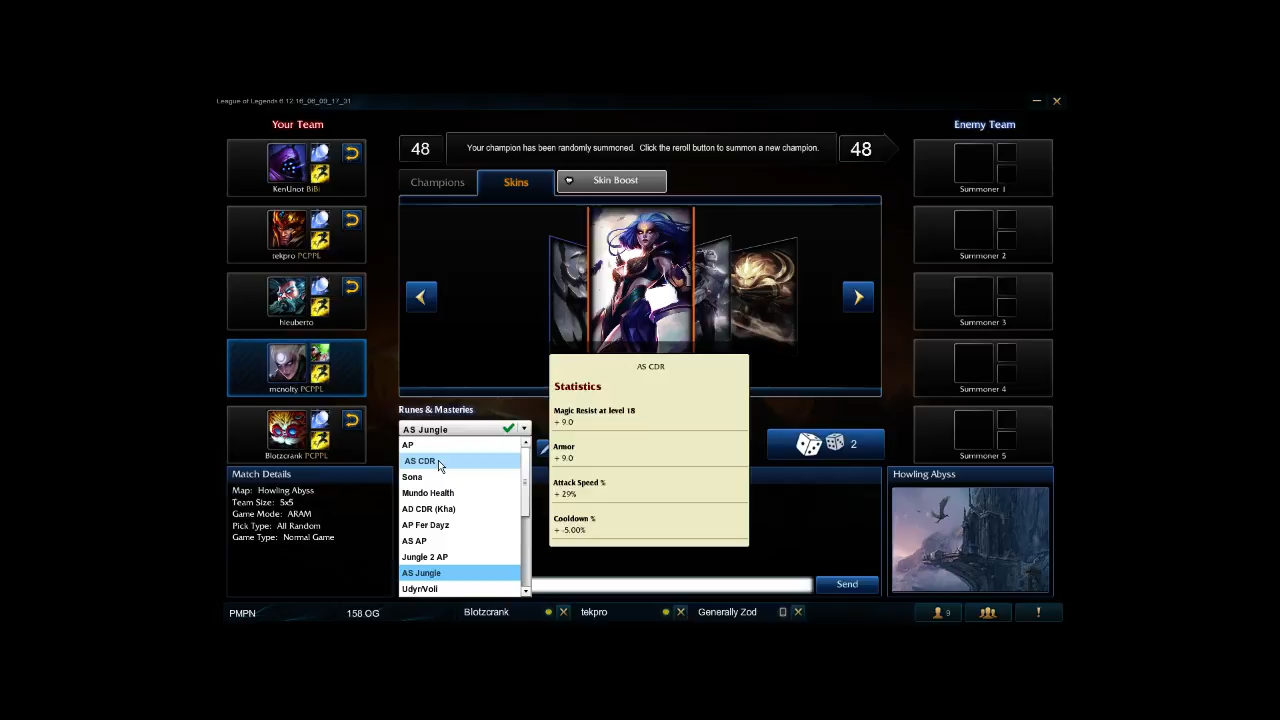 League of Legends 6.12.16_06_09_17_31
Your Team
Enemy Team
48
Your champion has been randomly summoned. Click the reroll button to summon a new champion.
48
Champions
Skins
Skin Boost
KenUnot BiBi
tekpro PCPPL
hieuberto
mcnolty PCPPL
Blotzcrank PCPPL
Summoner 1
Summoner 2
Summoner 3
Summoner 4
Summoner 5
Runes & Masteries
AS Jungle
AP
AS CDR
Sona
Mundo Health
AD CDR (Kha)
AP Fer Dayz
AS AP
Jungle 2 AP
AS Jungle
Udyr/Voli
AS CDR
Statistics
Magic Resist at level 18
+ 9.0
Armor
+ 9.0
Attack Speed %
+ 29%
Cooldown %
+ -5.00%
2
Match Details
Map: Howling Abyss
Team Size: 5x5
Game Mode: ARAM
Pick Type: All Random
Game Type: Normal Game
Howling Abyss
Send
PMPN
158 OG
Blotzcrank
tekpro
Generally Zod
9